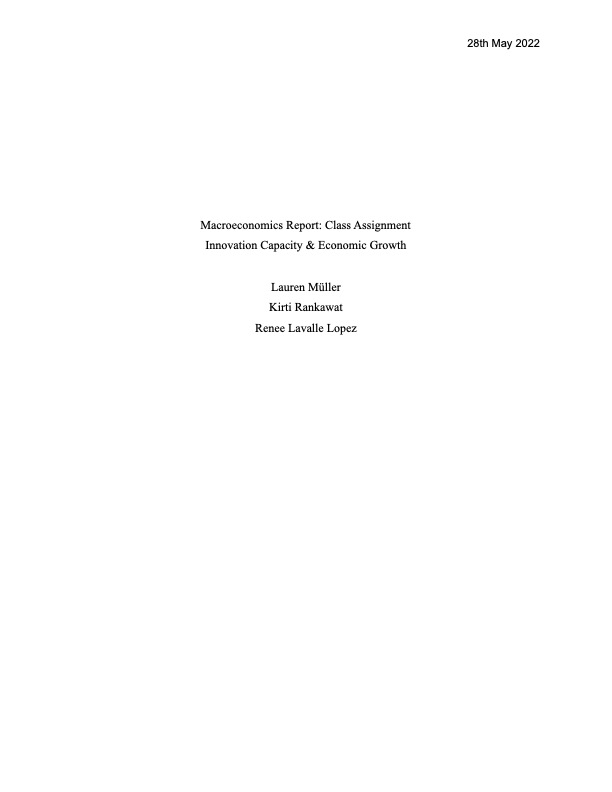 28th May 2022
Macroeconomics Report: Class Assignment
Innovation Capacity & Economic Growth
Lauren Müller
Kirti Rankawat
Renee Lavalle Lopez